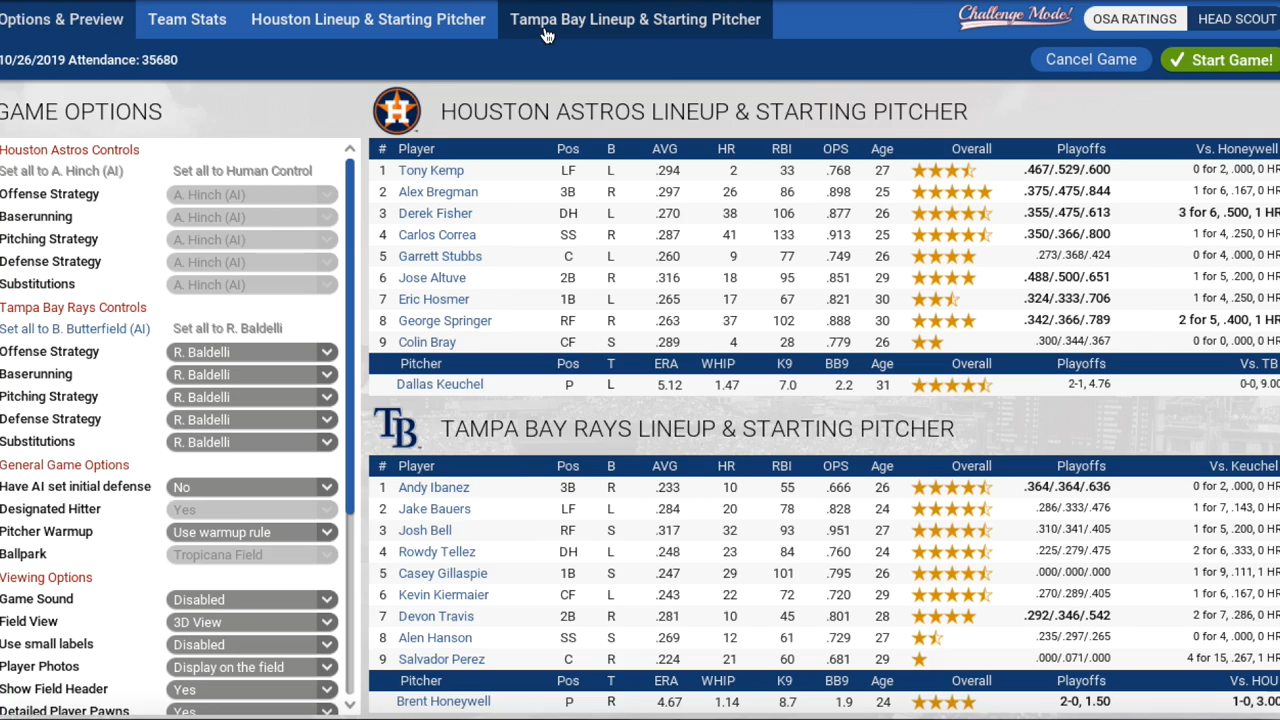 Options & Preview Team Stats Houston Lineup & Starting Pitcher Tampa Bay Lineup & Starting Pitcher Challenge Mode! OSA RATINGS HEAD SCOUT
10/26/2019 Attendance: 35680 Cancel Game ✓ Start Game!
GAME OPTIONS
Houston Astros Controls
Set all to A. Hinch (AI) Set all to Human Control
Offense Strategy A. Hinch (AI)
Baserunning A. Hinch (AI)
Pitching Strategy A. Hinch (AI)
Defense Strategy A. Hinch (AI)
Substitutions A. Hinch (AI)
Tampa Bay Rays Controls
Set all to B. Butterfield (AI) Set all to R. Baldelli
Offense Strategy R. Baldelli
Baserunning R. Baldelli
Pitching Strategy R. Baldelli
Defense Strategy R. Baldelli
Substitutions R. Baldelli
General Game Options
Have AI set initial defense No
Designated Hitter Yes
Pitcher Warmup Use warmup rule
Ballpark Tropicana Field
Viewing Options
Game Sound Disabled
Field View 3D View
Use small labels Disabled
Player Photos Display on the field
Show Field Header Yes
Detailed Player Pawns Yes
H HOUSTON ASTROS LINEUP & STARTING PITCHER
# Player Pos B AVG HR RBI OPS Age Overall Playoffs Vs. Honeywell
1 Tony Kemp LF L .294 2 33 .768 27 .467/.529/.600 0 for 2, .000, 0 HR
2 Alex Bregman 3B R .297 26 86 .898 25 .375/.475/.844 1 for 6, .167, 0 HR
3 Derek Fisher DH L .270 38 106 .877 26 .355/.475/.613 3 for 6, .500, 1 HR
4 Carlos Correa SS R .287 41 133 .913 25 .350/.366/.800 1 for 4, .250, 0 HR
5 Garrett Stubbs C L .260 9 77 .749 26 .273/.368/.424 0 for 4, .000, 0 HR
6 Jose Altuve 2B R .316 18 95 .851 29 .488/.500/.651 1 for 5, .200, 0 HR
7 Eric Hosmer 1B L .265 17 67 .821 30 .324/.333/.706 1 for 4, .250, 0 HR
8 George Springer RF R .263 37 102 .888 30 .342/.366/.789 2 for 5, .400, 1 HR
9 Colin Bray CF S .289 4 28 .779 26 .300/.344/.367 0 for 0, .000, 0 HR
Pitcher Pos T ERA WHIP K9 BB9 Age Overall Playoffs Vs. TB
Dallas Keuchel P L 5.12 1.47 7.0 2.2 31 2-1, 4.76 0-0, 9.00
TB TAMPA BAY RAYS LINEUP & STARTING PITCHER
# Player Pos B AVG HR RBI OPS Age Overall Playoffs Vs. Keuchel
1 Andy Ibanez 3B R .233 10 55 .666 26 .364/.364/.636 0 for 2, .000, 0 HR
2 Jake Bauers LF L .284 20 78 .828 24 .286/.333/.476 1 for 7, .143, 0 HR
3 Josh Bell RF S .317 32 93 .951 27 .310/.341/.405 1 for 5, .200, 0 HR
4 Rowdy Tellez DH L .248 23 84 .760 24 .225/.279/.475 2 for 6, .333, 0 HR
5 Casey Gillaspie 1B S .247 29 101 .795 26 .000/.000/.000 1 for 9, .111, 1 HR
6 Kevin Kiermaier CF L .243 22 72 .720 29 .270/.289/.405 1 for 6, .167, 0 HR
7 Devon Travis 2B R .281 10 45 .801 28 .292/.346/.542 2 for 7, .286, 0 HR
8 Alen Hanson SS S .269 12 61 .729 27 .235/.297/.265 0 for 4, .000, 0 HR
9 Salvador Perez C R .224 21 60 .681 29 .000/.071/.000 4 for 15, .267, 1 HR
Pitcher Pos T ERA WHIP K9 BB9 Age Overall Playoffs Vs. HOU
Brent Honeywell P R 4.67 1.14 8.7 1.9 24 2-0, 1.50 1-0, 3.00